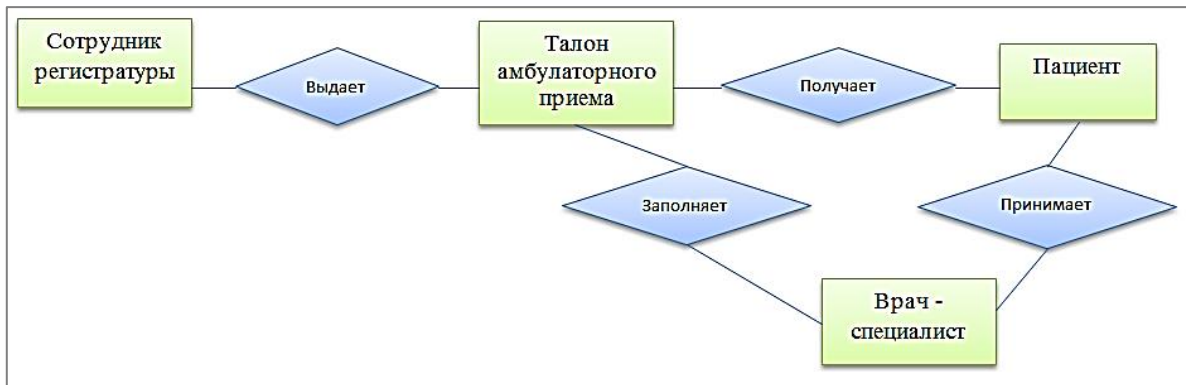 Сотрудник
регистратуры
Выдает
Талон
амбулаторного
приема
Получает
Пациент
Заполняет
Принимает
Врач -
специалист